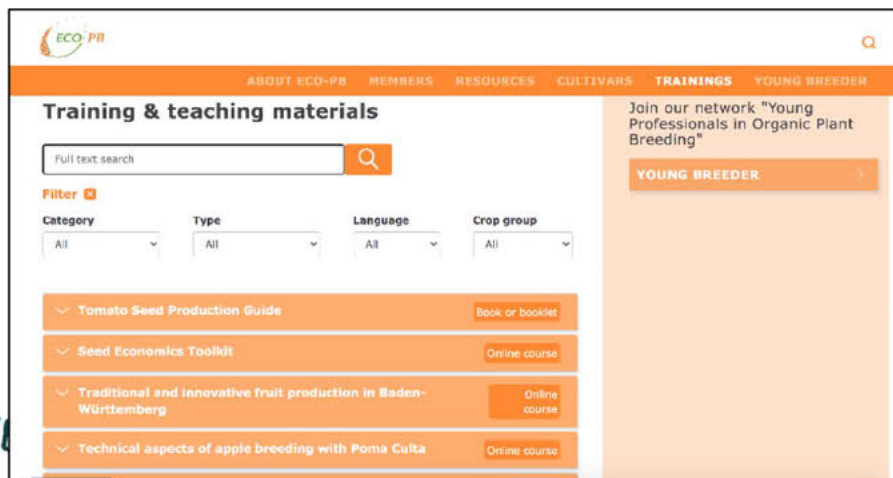 ECO-PB
ABOUT ECO-PB MEMBERS RESOURCES CULTIVARS TRAININGS YOUNG BREEDER
Training & teaching materials
Full text search
Filter
Category Type Language Crop group
All All All All
Tomato Seed Production Guide Book or booklet
Seed Economics Toolkit Online course
Traditional and innovative fruit production in Baden-
Württemberg
Online
course
Technical aspects of apple breeding with Poma Culta Online course
Join our network "Young
Professionals in Organic Plant
Breeding"
YOUNG BREEDER